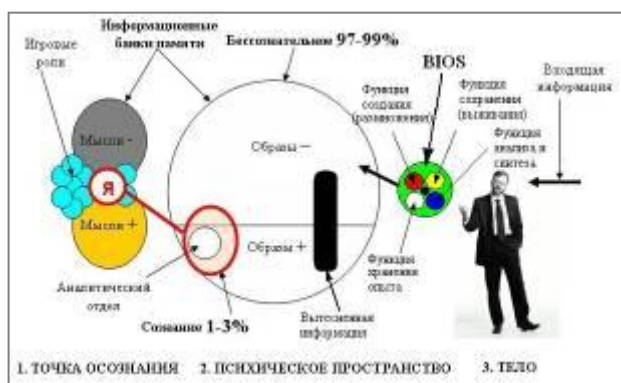 Игровые
роли
Информационные
банки памяти
Бессознательное 97-99%
BIOS
Входящая
информация
Функция
создания
(размножения)
Функция
сохранения
(выживания)
Функция
анализа и
синтеза
Мысли -
Образы -
Я
Мысли +
Образы +
Функция
хранения
опыта
Аналитический
отдел
Сознание 1-3%
Вытесненная
информация
1. ТОЧКА ОСОЗНАНИЯ 2. ПСИХИЧЕСКОЕ ПРОСТРАНСТВО 3. ТЕЛО